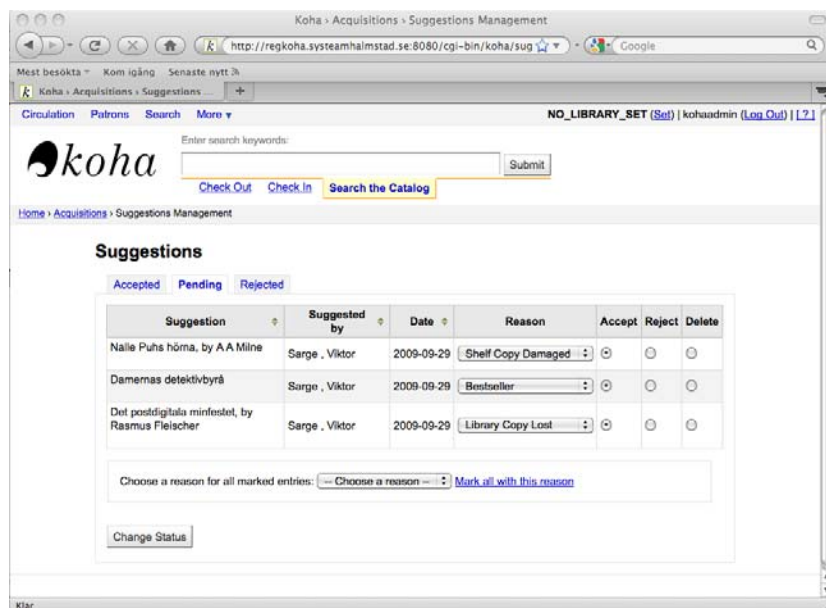 Koha › Acquisitions › Suggestions Management
http://regkoha.systeamhalmstad.se:8080/cgi-bin/koha/sug
Google
Mest besökta
Kom igång
Senaste nytt
Koha › Acquisitions › Suggestions ...
+
Circulation Patrons Search More
NO_LIBRARY_SET (Set) | kohaadmin (Log Out) | [ ? ]
koha
Enter search keywords:
Submit
Check Out Check In Search the Catalog
Home › Acquisitions › Suggestions Management
Suggestions
Accepted Pending Rejected
Suggestion Suggested by Date Reason Accept Reject Delete
Nalle Puhs hörna, by A A Milne Sarge , Viktor 2009-09-29 Shelf Copy Damaged
Damernas detektivbyrå Sarge , Viktor 2009-09-29 Bestseller
Det postdigitala minfestet, by Rasmus Fleischer Sarge , Viktor 2009-09-29 Library Copy Lost
Choose a reason for all marked entries: -- Choose a reason -- Mark all with this reason
Change Status
Klar